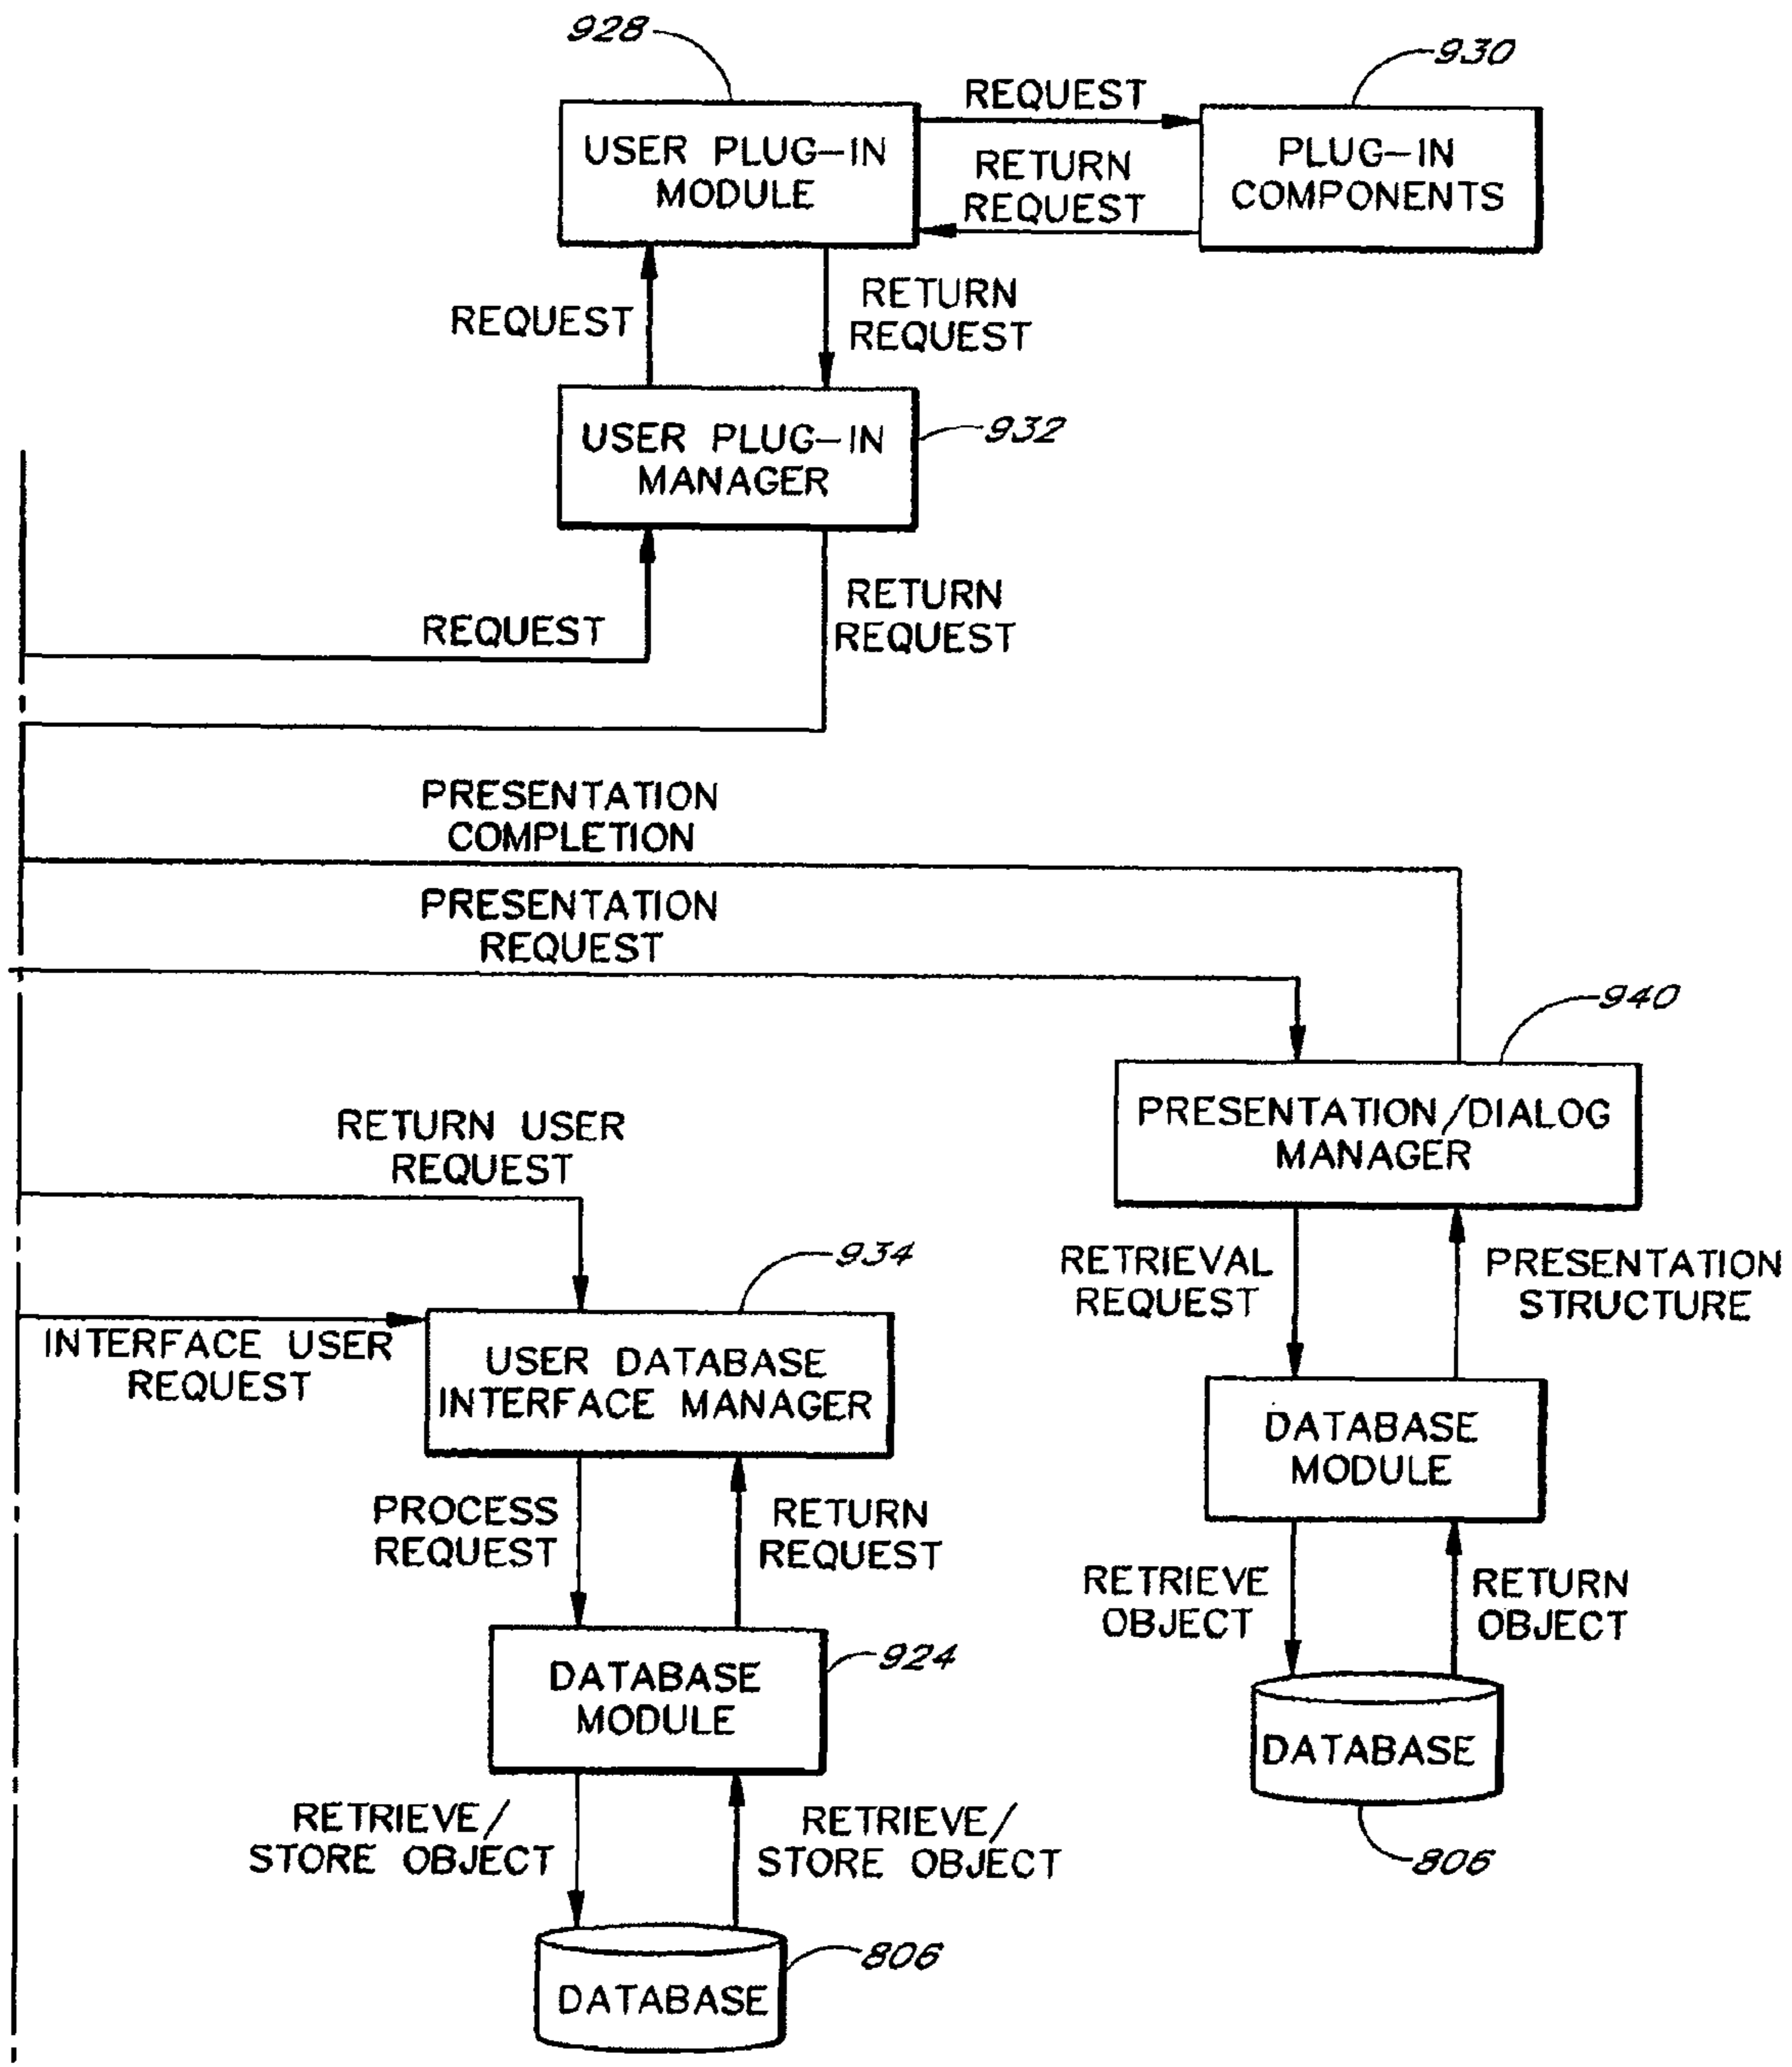 928
930
REQUEST
USER PLUG-IN
MODULE
PLUG-IN
COMPONENTS
RETURN
REQUEST
REQUEST
RETURN
REQUEST
932
USER PLUG-IN
MANAGER
REQUEST
RETURN
REQUEST
PRESENTATION
COMPLETION
PRESENTATION
REQUEST
940
PRESENTATION/DIALOG
MANAGER
RETURN USER
REQUEST
934
RETRIEVAL
REQUEST
PRESENTATION
STRUCTURE
INTERFACE USER
REQUEST
USER DATABASE
INTERFACE MANAGER
DATABASE
MODULE
PROCESS
REQUEST
RETURN
REQUEST
RETRIEVE
OBJECT
RETURN
OBJECT
924
DATABASE
MODULE
DATABASE
806
RETRIEVE/
STORE OBJECT
RETRIEVE/
STORE OBJECT
806
DATABASE